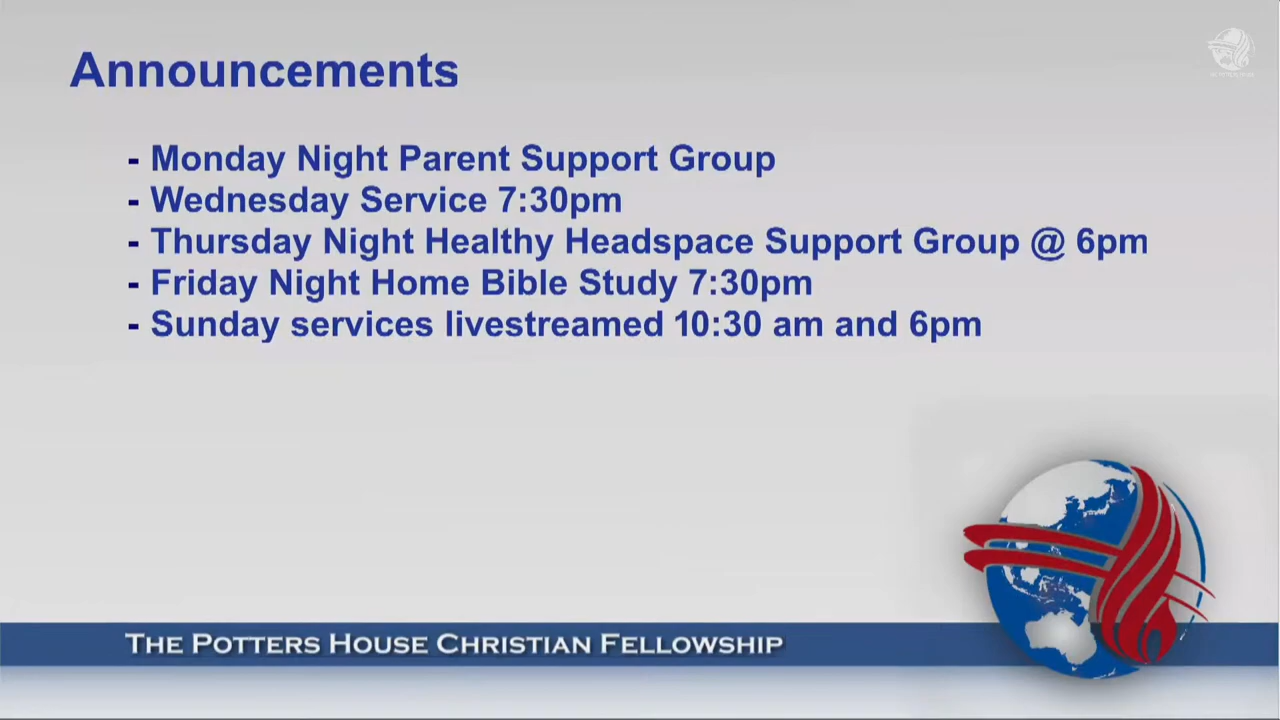 Announcements
- Monday Night Parent Support Group
- Wednesday Service 7:30pm
- Thursday Night Healthy Headspace Support Group @ 6pm
- Friday Night Home Bible Study 7:30pm
- Sunday services livestreamed 10:30 am and 6pm
THE POTTERS HOUSE CHRISTIAN FELLOWSHIP